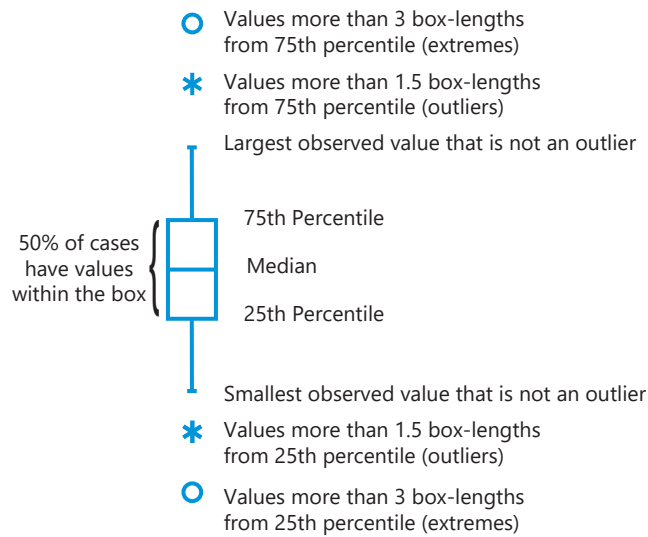 Values more than 3 box-lengths
from 75th percentile (extremes)
Values more than 1.5 box-lengths
from 75th percentile (outliers)
Largest observed value that is not an outlier
75th Percentile
50% of cases
have values
within the box
Median
25th Percentile
Smallest observed value that is not an outlier
Values more than 1.5 box-lengths
from 25th percentile (outliers)
Values more than 3 box-lengths
from 25th percentile (extremes)